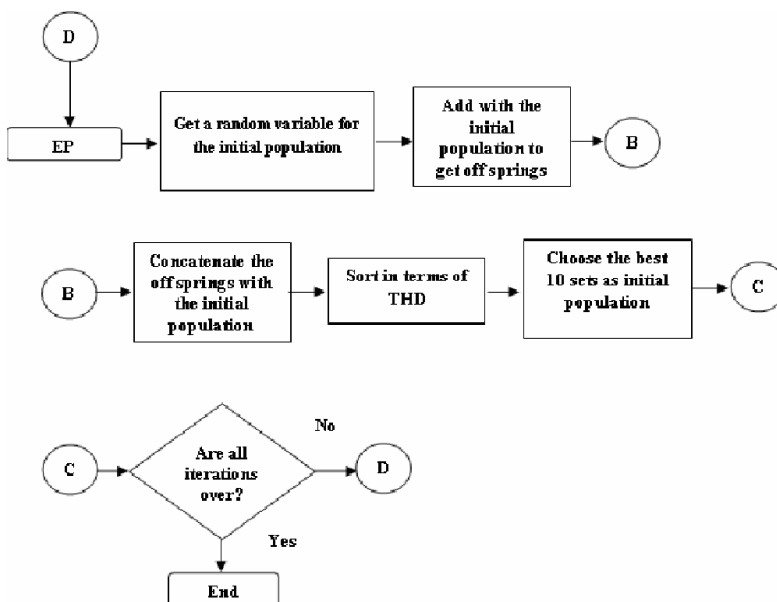 D
EP
Get a random variable for
the initial population
Add with the
initial
population to
get off springs
B
B
Concatenate the
off springs with
the initial
population
Sort in terms of
THD
Choose the best
10 sets as initial
population
C
C
Are all
iterations
over?
No
D
Yes
End